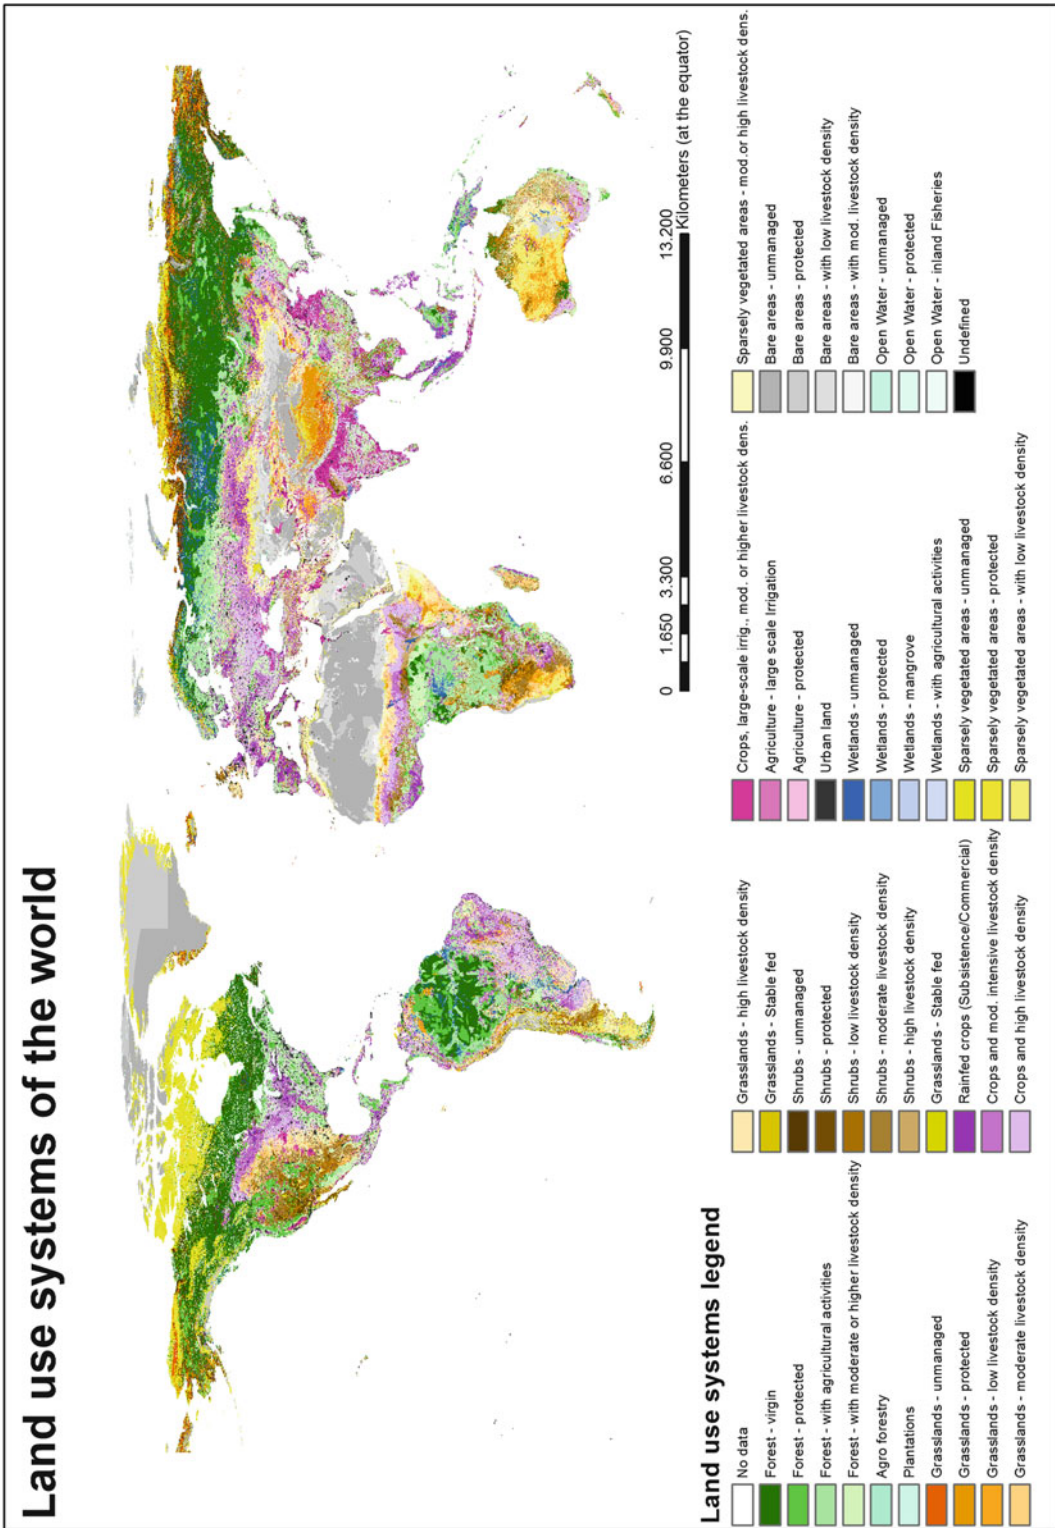 Land use systems of the world
0 1.650 3.300 6.600 9.900 13.200
Kilometers (at the equator)
Land use systems legend
No data
Forest - virgin
Forest - protected
Forest - with agricultural activities
Forest - with moderate or higher livestock density
Agro forestry
Plantations
Grasslands - unmanaged
Grasslands - protected
Grasslands - low livestock density
Grasslands - moderate livestock density
Grasslands - high livestock density
Grasslands - Stable fed
Shrubs - unmanaged
Shrubs - protected
Shrubs - low livestock density
Shrubs - moderate livestock density
Shrubs - high livestock density
Grasslands - Stable fed
Rainfed crops (Subsistence/Commercial)
Crops and mod. intensive livestock density
Crops and high livestock density
Crops, large-scale irrig., mod. or higher livestock dens.
Agriculture - large scale Irrigation
Agriculture - protected
Urban land
Wetlands - unmanaged
Wetlands - protected
Wetlands - mangrove
Wetlands - with agricultural activities
Sparsely vegetated areas - unmanaged
Sparsely vegetated areas - protected
Sparsely vegetated areas - with low livestock density
Sparsely vegetated areas - mod.or high livestock dens.
Bare areas - unmanaged
Bare areas - protected
Bare areas - with low livestock density
Bare areas - with mod. livestock density
Open Water - unmanaged
Open Water - protected
Open Water - inland Fisheries
Undefined